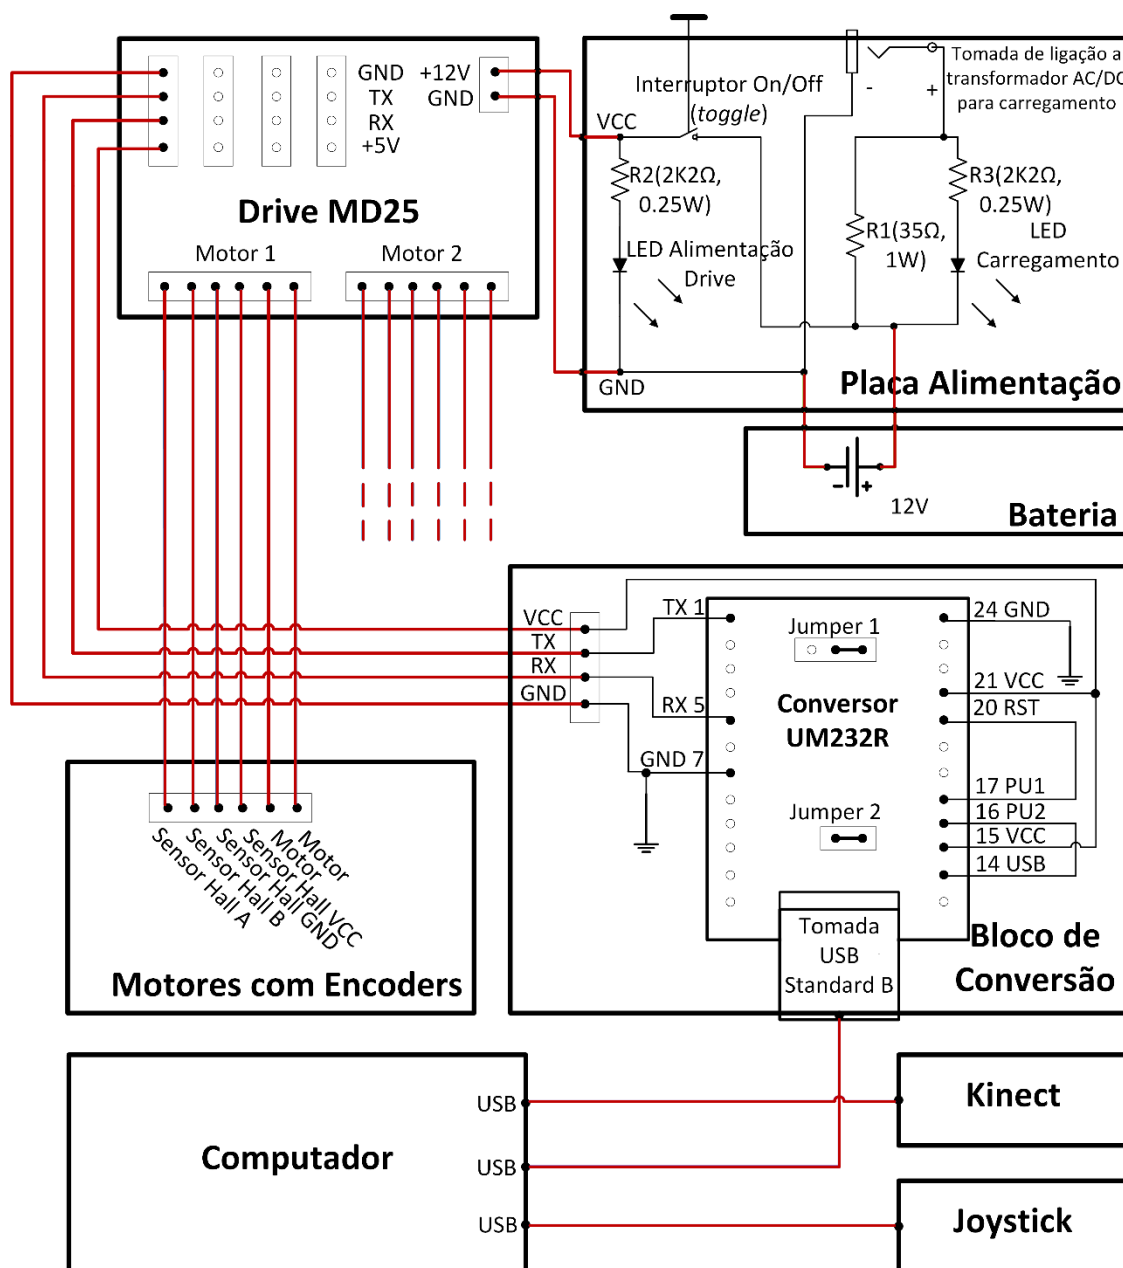 GND
TX
RX
+5V
+12V
GND
Drive MD25
Motor 1
Motor 2
Interruptor On/Off
(toggle)
Tomada de ligação a
transformador AC/DC
para carregamento
-
+
VCC
R2(2K2Ω,
0.25W)
LED Alimentação
Drive
R1(35Ω,
1W)
R3(2K2Ω,
0.25W)
LED
Carregamento
GND
Placa Alimentação
-
+
12V
Bateria
VCC
TX
RX
GND
TX 1
RX 5
GND 7
Jumper 1
Conversor
UM232R
Jumper 2
24 GND
21 VCC
20 RST
17 PU1
16 PU2
15 VCC
14 USB
Tomada
USB
Standard B
Bloco de
Conversão
Sensor Hall A
Sensor Hall B
Sensor Hall GND
Sensor Hall VCC
Motor
Motor
Motores com Encoders
Computador
USB
USB
USB
Kinect
Joystick